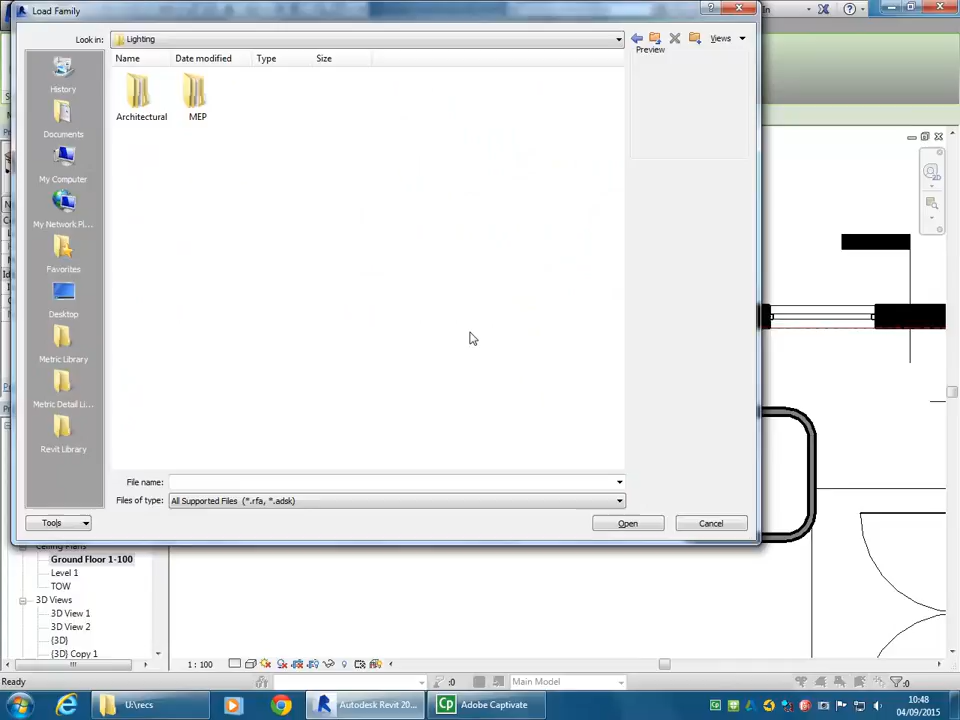 Load Family
In
Look in:
Lighting
Views
Name
Date modified
Type
Size
Preview
History
Documents
My Computer
My Network Pl...
Favorites
Desktop
Metric Library
Metric Detail Li...
Revit Library
Architectural
MEP
File name:
Files of type:
All Supported Files (*.rfa, *.adsk)
Tools
Open
Cancel
Ceiling Plans
Ground Floor 1-100
Level 1
TOW
3D Views
3D View 1
3D View 2
{3D}
{3D} Copy 1
1 : 100
Ready
:0
Main Model
:0
U:\recs
Autodesk Revit 20...
Adobe Captivate
10:48
04/09/2015